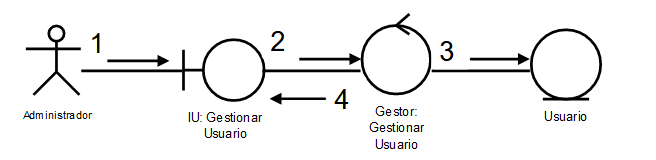 1
2
3
4
Administrador
IU: Gestionar
Usuario
Gestor:
Gestionar
Usuario
Usuario